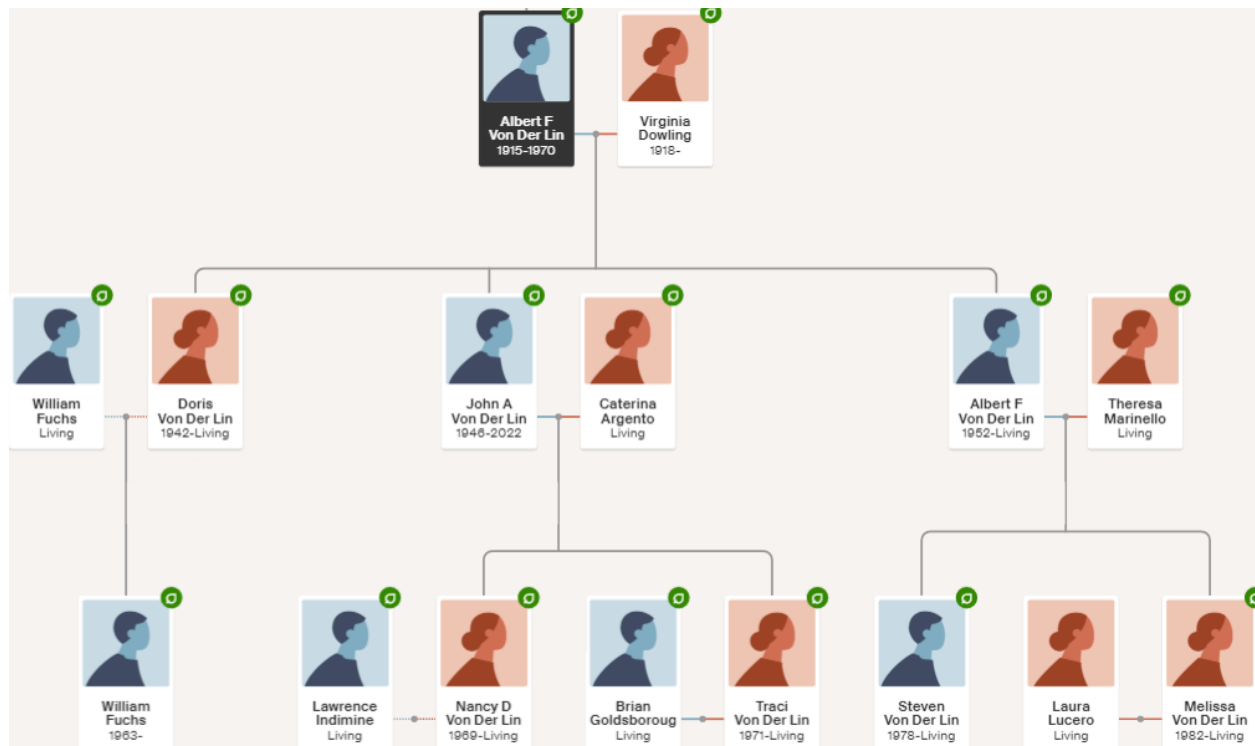 Albert F
Von Der Lin
1915-1970
Virginia
Dowling
1918-
William
Fuchs
Living
Doris
Von Der Lin
1942-Living
John A
Von Der Lin
1946-2022
Caterina
Argento
Living
Albert F
Von Der Lin
1952-Living
Theresa
Marinello
Living
William
Fuchs
1963-
Lawrence
Indimine
Living
Nancy D
Von Der Lin
1969-Living
Brian
Goldsboroug
Living
Traci
Von Der Lin
1971-Living
Steven
Von Der Lin
1978-Living
Laura
Lucero
Living
Melissa
Von Der Lin
1982-Living